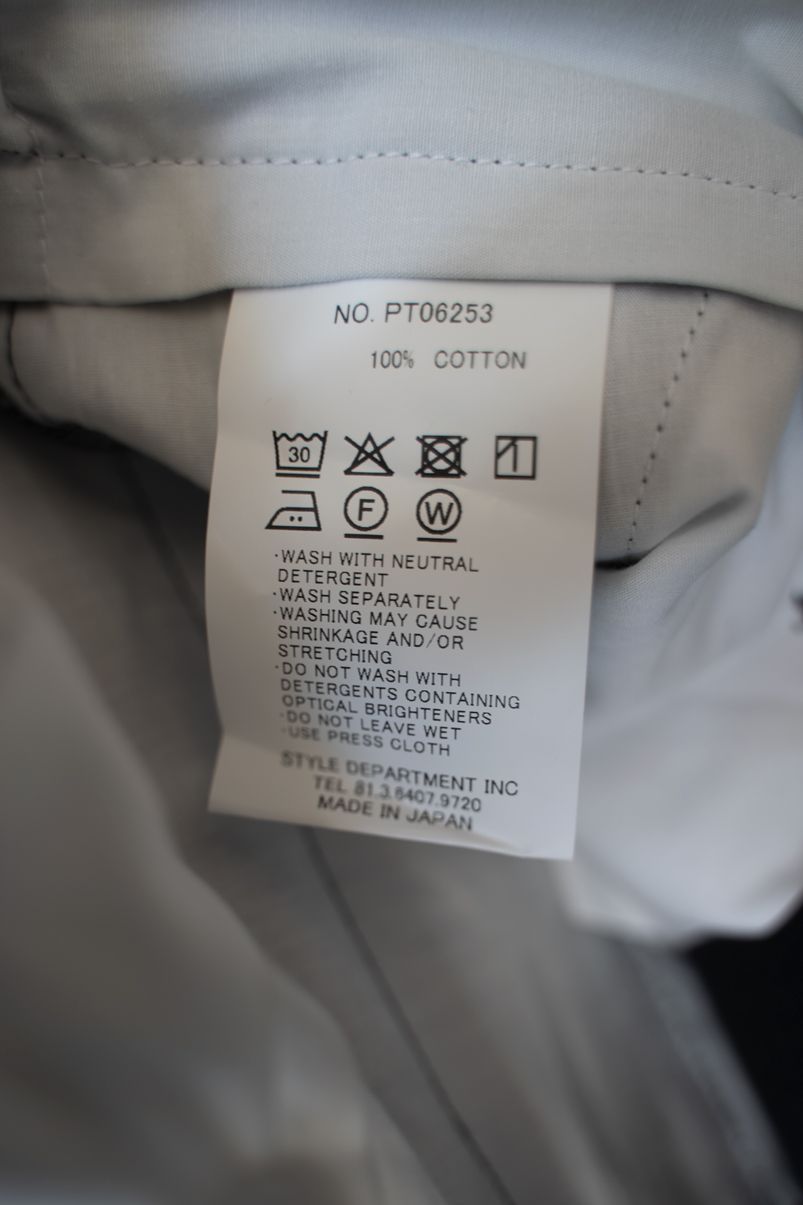 NO. PT06253
100% COTTON
30
F W
·WASH WITH NEUTRAL
DETERGENT
·WASH SEPARATELY
·WASHING MAY CAUSE
SHRINKAGE AND/OR
STRETCHING
·DO NOT WASH WITH
DETERGENTS CONTAINING
OPTICAL BRIGHTENERS
·DO NOT LEAVE WET
·USE PRESS CLOTH
STYLE DEPARTMENT INC
TEL 81.3.6407.9720
MADE IN JAPAN